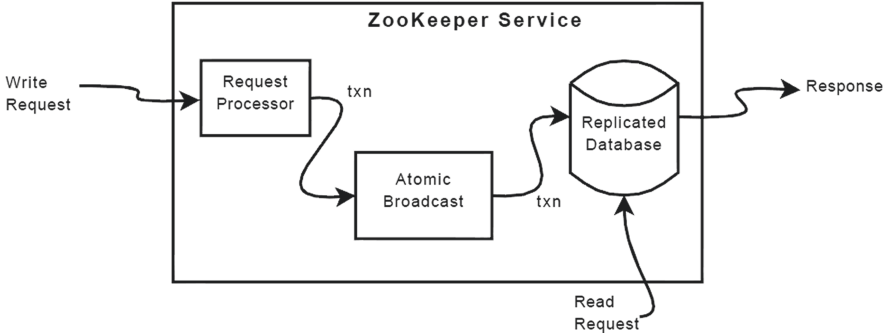 ZooKeeper Service
Write
Request
Request
Processor
txn
Atomic
Broadcast
txn
Replicated
Database
Response
Read
Request